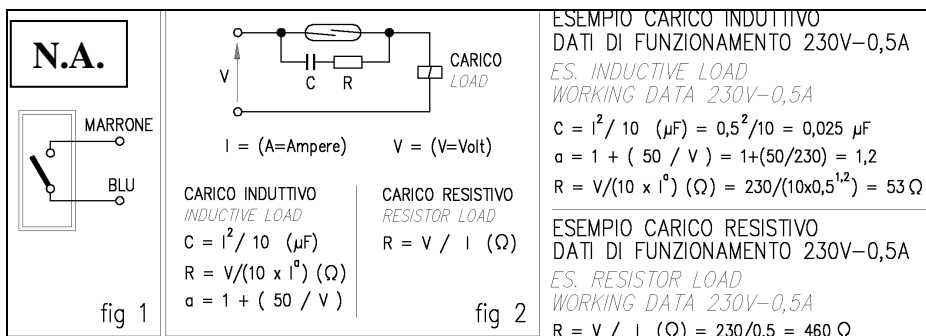 N.A.
MARRONE
BLU
fig 1
V
C R
CARICO
LOAD
I = (A=Ampere) V = (V=Volt)
CARICO INDUTTIVO
INDUCTIVE LOAD
C = I²/ 10 (µF)
R = V/(10 x Iᵃ) (Ω)
a = 1 + ( 50 / V )
CARICO RESISTIVO
RESISTOR LOAD
R = V / I (Ω)
fig 2
ESEMPIO CARICO INDUTTIVO
DATI DI FUNZIONAMENTO 230V-0,5A
ES. INDUCTIVE LOAD
WORKING DATA 230V-0,5A
C = I²/ 10 (µF) = 0,5²/10 = 0,025 µF
a = 1 + ( 50 / V ) = 1+(50/230) = 1,2
R = V/(10 x Iᵃ) (Ω) = 230/(10x0,5¹,²) = 53 Ω
ESEMPIO CARICO RESISTIVO
DATI DI FUNZIONAMENTO 230V-0,5A
ES. RESISTOR LOAD
WORKING DATA 230V-0,5A
R = V / I (Ω) = 230/0,5 = 460 Ω